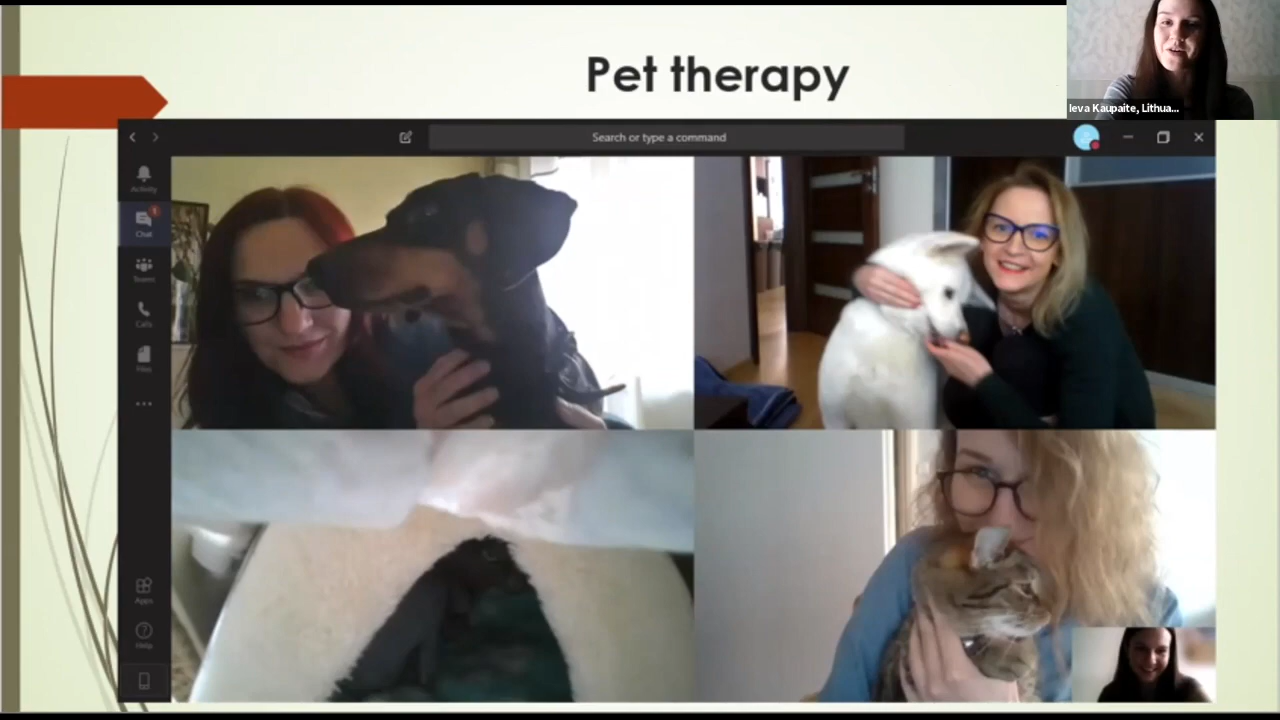 Pet therapy
Ieva Kaupaite, Lithua...
Search or type a command
Activity
Chat
Teams
Calls
Files
Apps
Help